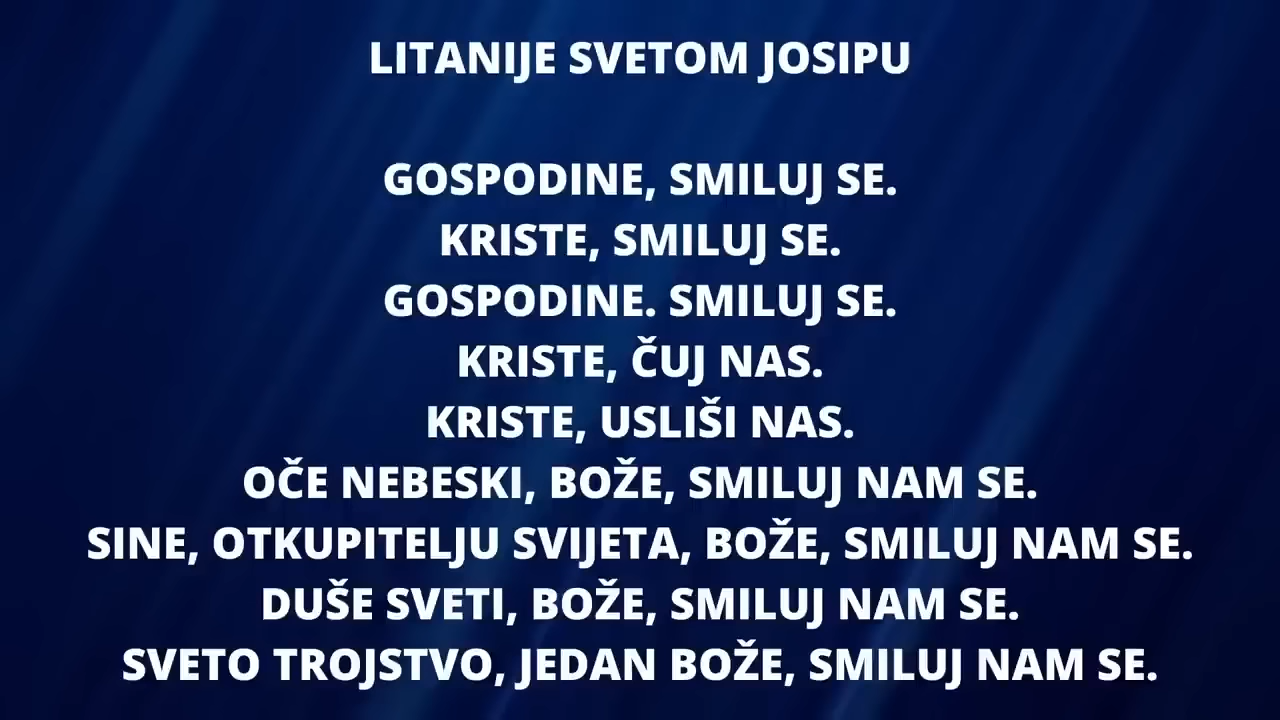 LITANIJE SVETOM JOSIPU
GOSPODINE, SMILUJ SE.
KRISTE, SMILUJ SE.
GOSPODINE. SMILUJ SE.
KRISTE, ČUJ NAS.
KRISTE, USLIŠI NAS.
OČE NEBESKI, BOŽE, SMILUJ NAM SE.
SINE, OTKUPITELJU SVIJETA, BOŽE, SMILUJ NAM SE.
DUŠE SVETI, BOŽE, SMILUJ NAM SE.
SVETO TROJSTVO, JEDAN BOŽE, SMILUJ NAM SE.